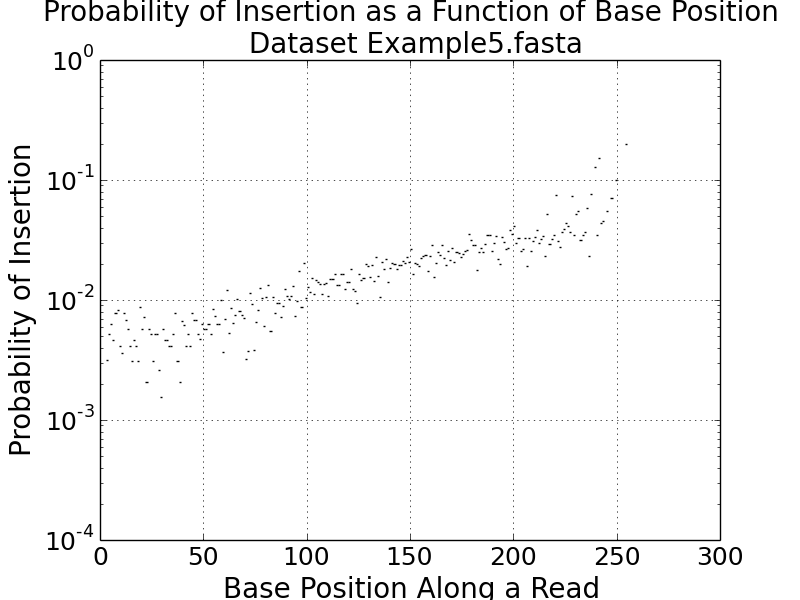 Probability of Insertion as a Function of Base Position
Dataset Example5.fasta
Probability of Insertion
10^0
10^-1
10^-2
10^-3
10^-4
0 50 100 150 200 250 300
Base Position Along a Read